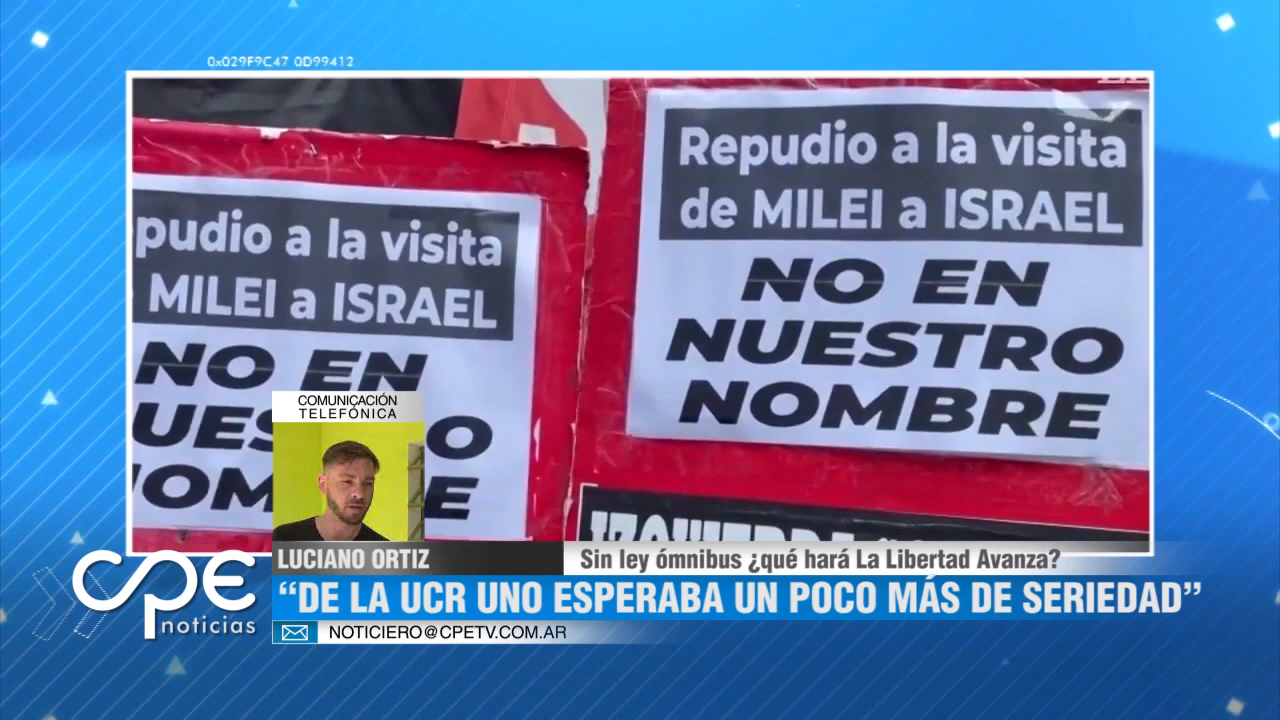 0x029F9C47 0D99412
Repudio a la visita
de MILEI a ISRAEL
NO EN
NUESTRO
NOMBRE
pudio a la visita
MILEI a ISRAEL
NO EN
UES O
OM E
COMUNICACIÓN
TELEFÓNICA
LUCIANO ORTIZ
Sin ley ómnibus ¿qué hará La Libertad Avanza?
“DE LA UCR UNO ESPERABA UN POCO MÁS DE SERIEDAD”
NOTICIERO@CPETV.COM.AR
cpe
noticias